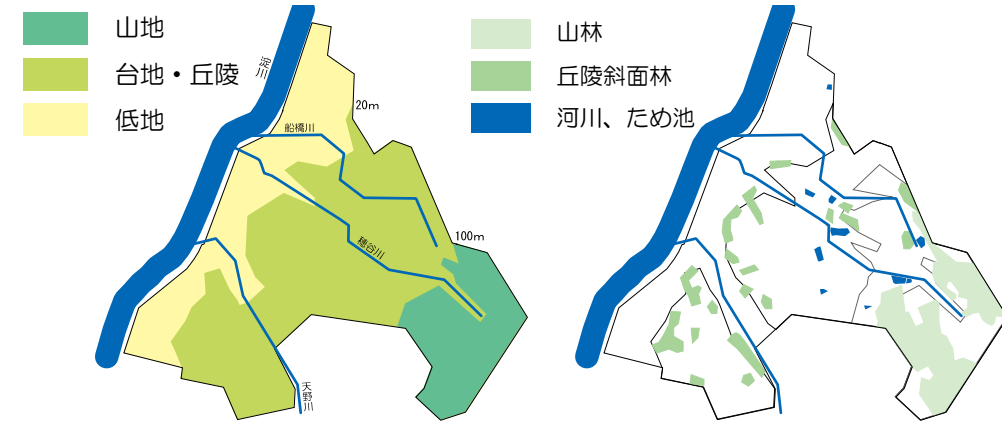 山地
台地・丘陵
低地
淀川
20m
船橋川
穂谷川
100m
天野川
山林
丘陵斜面林
河川、ため池